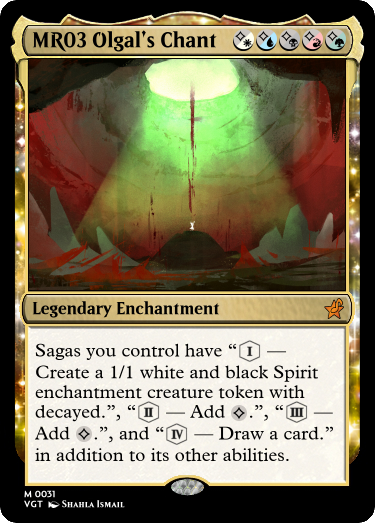 MR03 Olgal's Chant
Legendary Enchantment
Sagas you control have “I —
Create a 1/1 white and black Spirit
enchantment creature token with
decayed.”, “II — Add .”, “III —
Add .”, and “IV — Draw a card.”
in addition to its other abilities.
M 0031
VGT Shahla Ismail